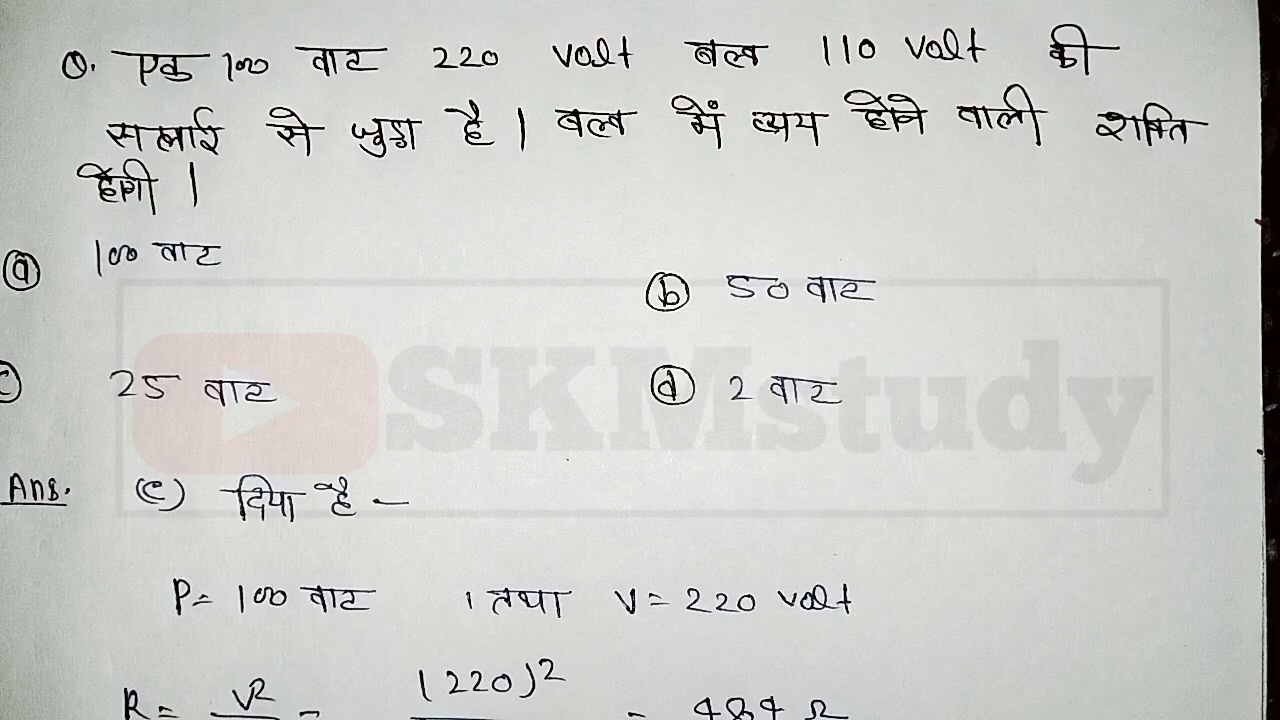 Q. एक 100 वाट 220 volt बल्ब 110 volt की
सप्लाई से जुड़ा है। बल्ब में व्यय होने वाली शक्ति
होगी।
ⓐ 100 वाट
ⓑ 50 वाट
ⓒ 25 वाट
ⓓ 2 वाट
SKMstudy
Ans. (c) दिया है –
P = 100 वाट , तथा V = 220 volt
R = V² = (220)² = 484 Ω